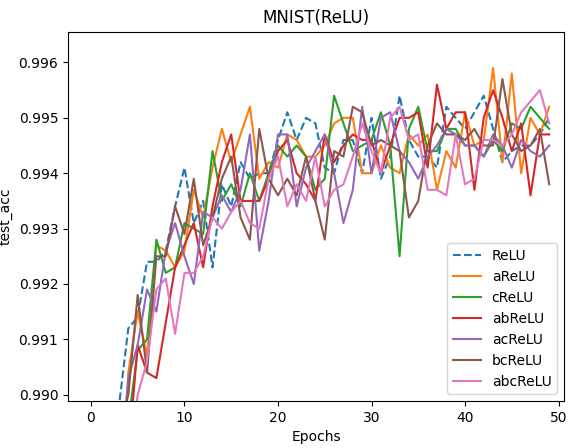 MNIST(ReLU)
test_acc
0.996
0.995
0.994
0.993
0.992
0.991
0.990
0 10 20 30 40 50
Epochs
ReLU
aReLU
cReLU
abReLU
acReLU
bcReLU
abcReLU